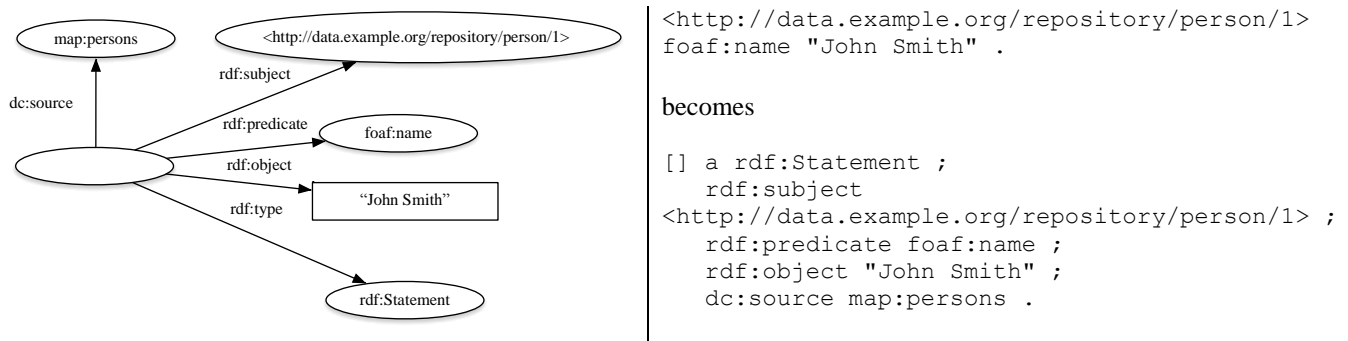 map:persons
<http://data.example.org/repository/person/1>
rdf:subject
dc:source
rdf:predicate
foaf:name
rdf:object
“John Smith”
rdf:type
rdf:Statement
<http://data.example.org/repository/person/1>
foaf:name "John Smith" .
becomes
[] a rdf:Statement ;
rdf:subject
<http://data.example.org/repository/person/1> ;
rdf:predicate foaf:name ;
rdf:object "John Smith" ;
dc:source map:persons .